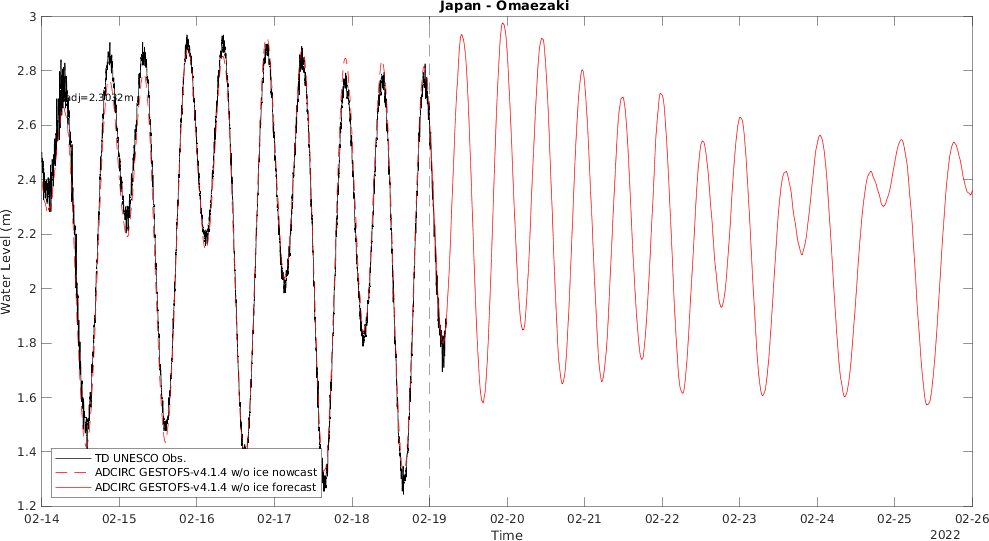 Japan - Omaezaki
3
2.8
2.6
2.4
2.2
2
1.8
1.6
1.4
1.2
Water Level (m)
adj=2.3032m
TD UNESCO Obs.
ADCIRC GESTOFS-v4.1.4 w/o ice nowcast
ADCIRC GESTOFS-v4.1.4 w/o ice forecast
02-14 02-15 02-16 02-17 02-18 02-19 02-20 02-21 02-22 02-23 02-24 02-25 02-26
Time
2022